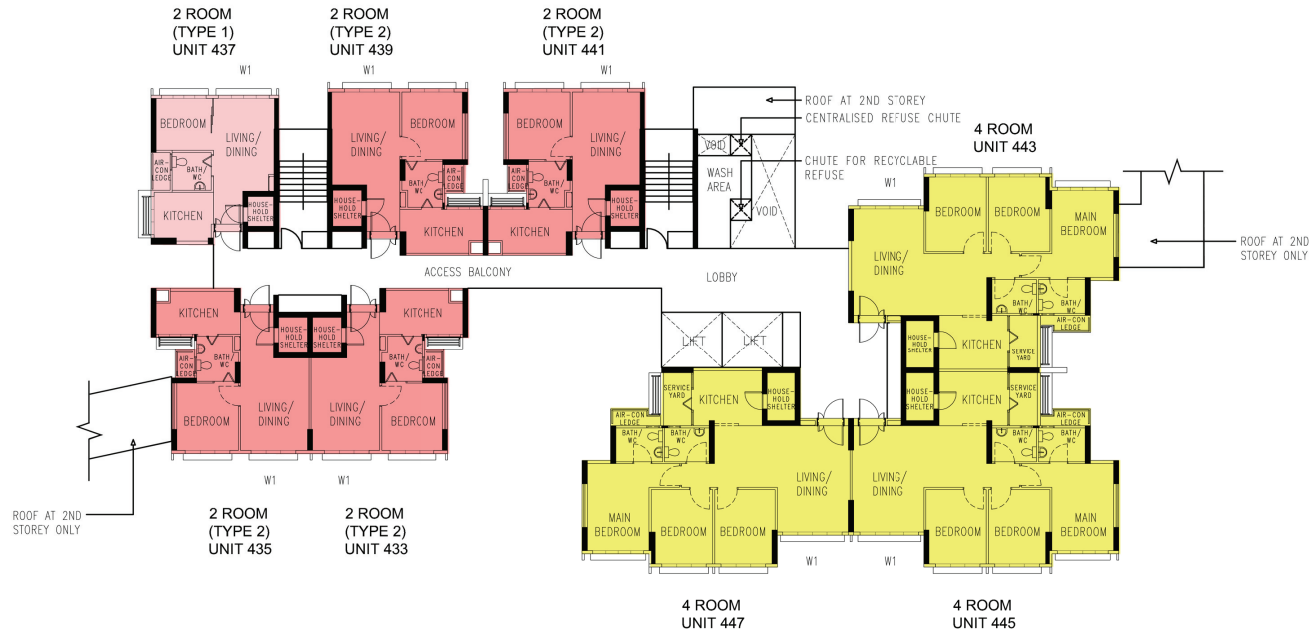 2 ROOM
(TYPE 1)
UNIT 437
2 ROOM
(TYPE 2)
UNIT 439
2 ROOM
(TYPE 2)
UNIT 441
W1
W1
W1
BEDROOM
LIVING/
DINING
AIR-
CON
LEDGE
BATH/
WC
KITCHEN
HOUSE-
HOLD
SHELTER
LIVING/
DINING
BEDROOM
HOUSE-
HOLD
SHELTER
BATH/
WC
AIR-
CON
LEDGE
KITCHEN
BEDROOM
LIVING/
DINING
AIR-
CON
LEDGE
BATH/
WC
KITCHEN
HOUSE-
HOLD
SHELTER
ROOF AT 2ND STOREY
CENTRALISED REFUSE CHUTE
VOID
WASH
AREA
CHUTE FOR RECYCLABLE
REFUSE
VOID
4 ROOM
UNIT 443
W1
BEDROOM
BEDROOM
MAIN
BEDROOM
LIVING/
DINING
BATH/
WC
BATH/
WC
AIR-CON
LEDGE
HOUSE-
HOLD
SHELTER
KITCHEN
SERVICE
YARD
ROOF AT 2ND
STOREY ONLY
ACCESS BALCONY
LOBBY
KITCHEN
HOUSE-
HOLD
SHELTER
HOUSE-
HOLD
SHELTER
KITCHEN
AIR-
CON
LEDGE
BATH/
WC
BATH/
WC
AIR-
CON
LEDGE
BEDROOM
LIVING/
DINING
LIVING/
DINING
BEDROOM
W1
W1
ROOF AT 2ND
STOREY ONLY
2 ROOM
(TYPE 2)
UNIT 435
2 ROOM
(TYPE 2)
UNIT 433
LIFT
LIFT
SERVICE
YARD
KITCHEN
HOUSE-
HOLD
SHELTER
AIR-CON
LEDGE
BATH/
WC
BATH/
WC
LIVING/
DINING
MAIN
BEDROOM
BEDROOM
BEDROOM
W1
HOUSE-
HOLD
SHELTER
KITCHEN
SERVICE
YARD
AIR-CON
LEDGE
BATH/
WC
BATH/
WC
LIVING/
DINING
BEDROOM
BEDROOM
MAIN
BEDROOM
W1
4 ROOM
UNIT 447
4 ROOM
UNIT 445